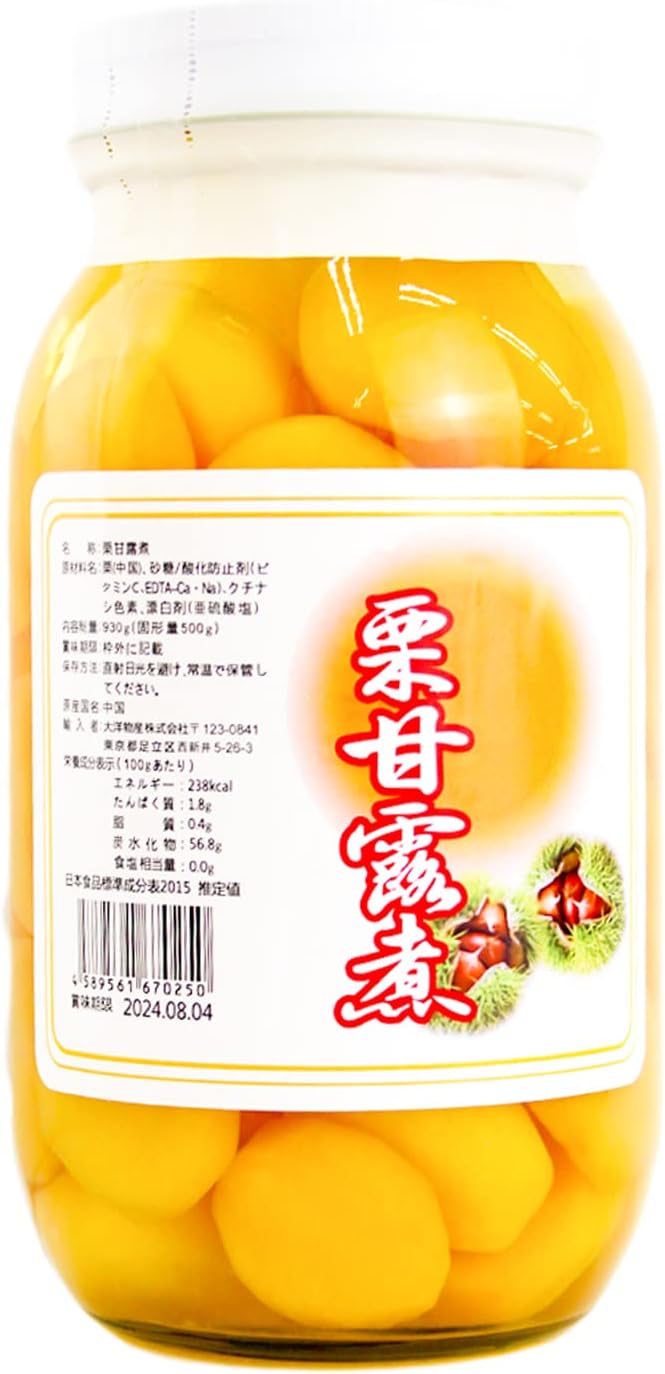 名　称:栗甘露煮
原材料名:栗(中国)、砂糖/酸化防止剤(ビ
タミンC、EDTA-Ca・Na)、クチナ
シ色素、漂白剤(亜硫酸塩)
内容総量:930g(固形量500g)
賞味期限:枠外に記載
保存方法:直射日光を避け、常温で保管し
てください。
原産国名:中国
輸入者:大洋物産株式会社〒123-0841
東京都足立区西新井5-26-3
栄養成分表示(100gあたり)
エネルギー:238kcal
たんぱく質:1.8g
脂　質:0.4g
炭水化物:56.8g
食塩相当量:0.0g
日本食品標準成分表2015 推定値
4 589561 670250
賞味期限 2024.08.04
栗甘露煮